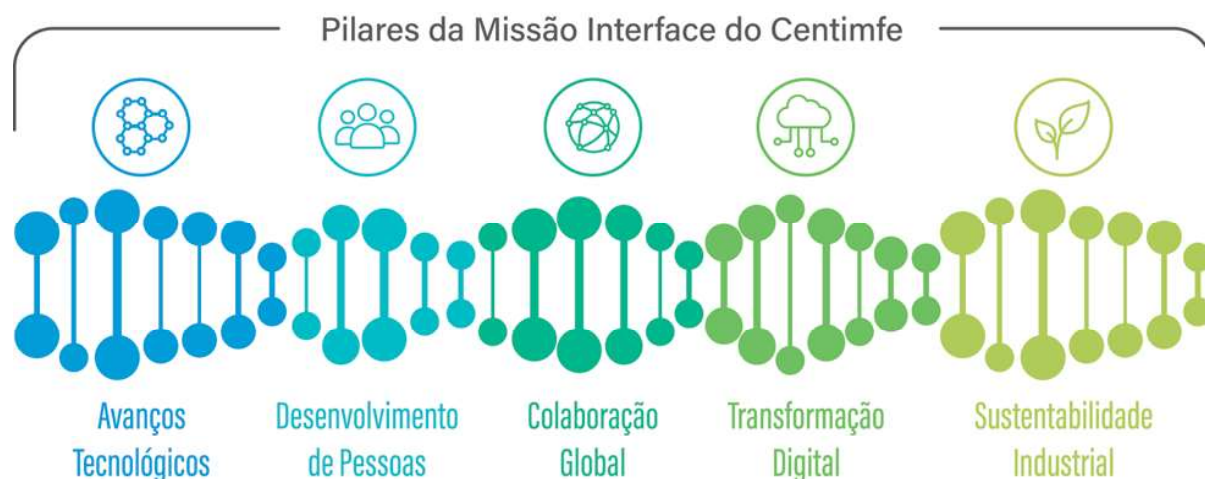 Pilares da Missão Interface do Centimfe
Avanços
Tecnológicos
Desenvolvimento
de Pessoas
Colaboração
Global
Transformação
Digital
Sustentabilidade
Industrial